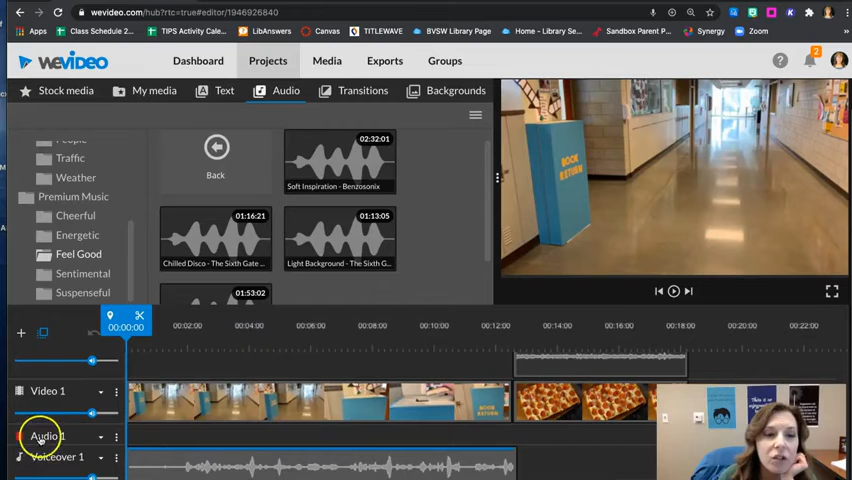 wevideo.com/hub?rtc=true#editor/1946926840
Apps Class Schedule 2... TIPS Activity Cale... LibAnswers Canvas TITLEWAVE BVSW Library Page Home - Library Se... Sandbox Parent P... Synergy Zoom
WEVIDEO Dashboard Projects Media Exports Groups ? 2
Stock media My media Text Audio Transitions Backgrounds
People
Traffic
Weather
Premium Music
Cheerful
Energetic
Feel Good
Sentimental
Suspenseful
Back
02:32:01
Soft Inspiration - Benzosonix
01:16:21
Chilled Disco - The Sixth Gate ...
01:13:05
Light Background - The Sixth G...
01:53:02
BOOK
RETURN
00:00:00 00:02:00 00:04:00 00:06:00 00:08:00 00:10:00 00:12:00 00:14:00 00:16:00 00:18:00 00:20:00 00:22:00
Video 1
Audio 1
Voiceover 1